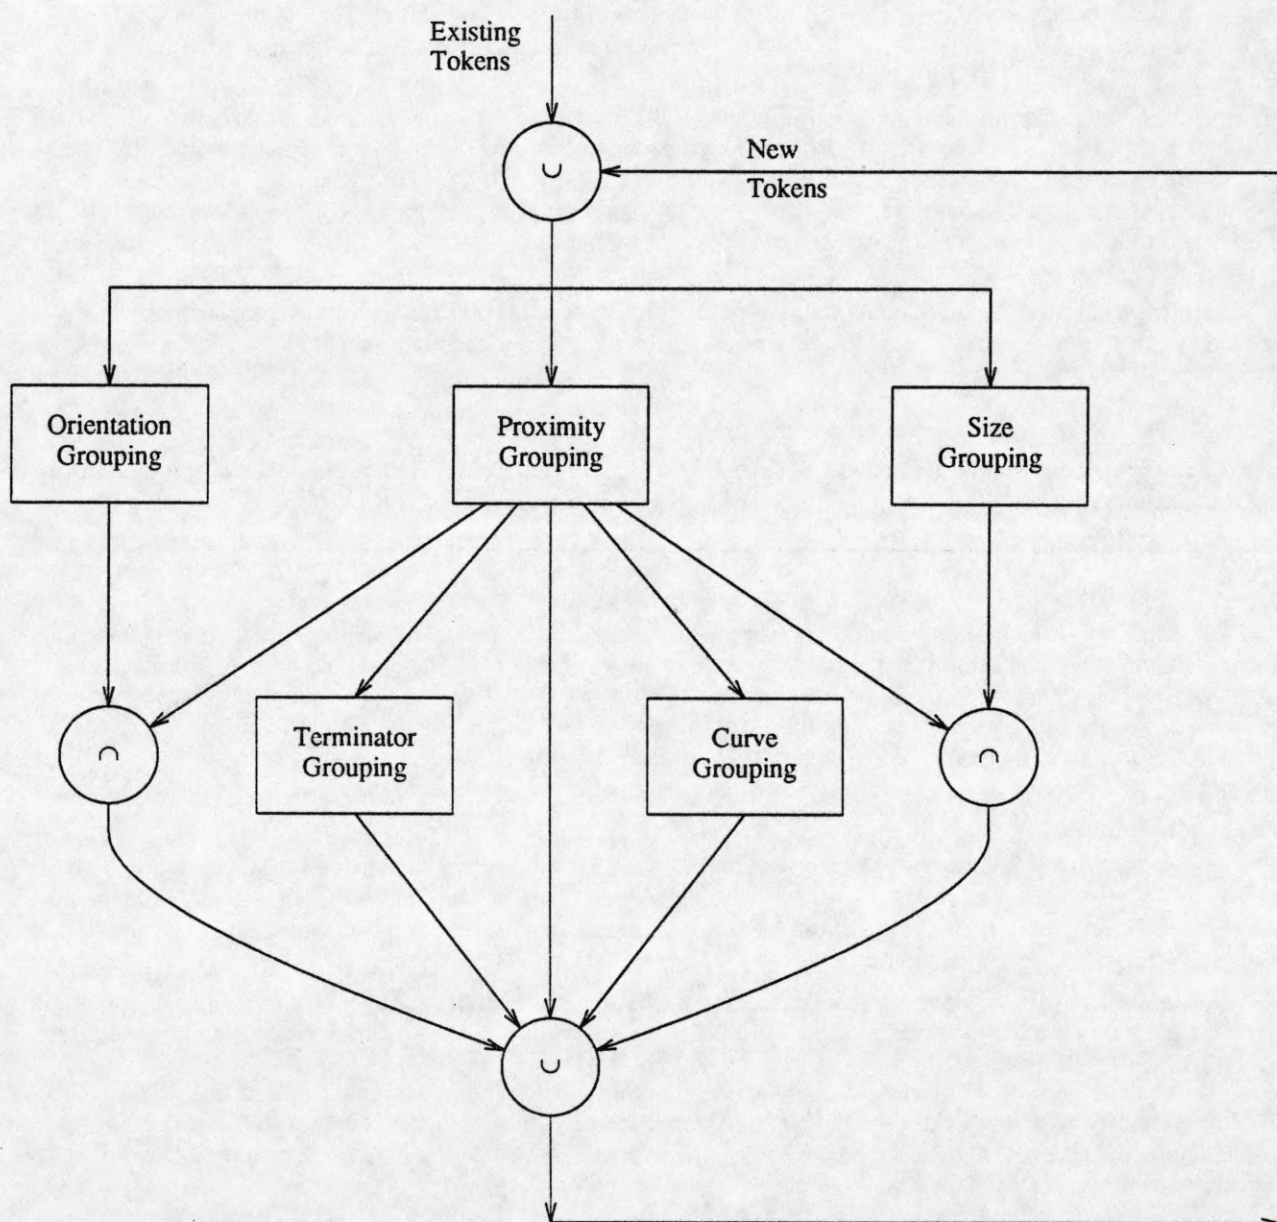 Existing
Tokens
∪
New
Tokens
Orientation
Grouping
Proximity
Grouping
Size
Grouping
∩
Terminator
Grouping
Curve
Grouping
∩
∪